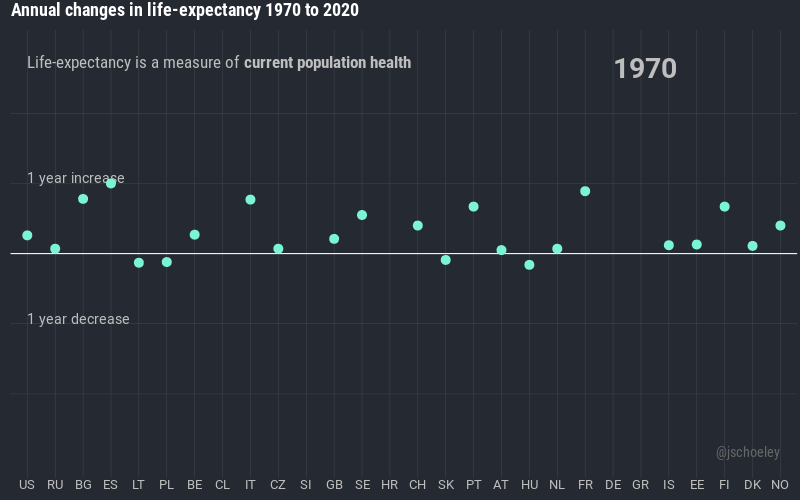 Annual changes in life-expectancy 1970 to 2020
Life-expectancy is a measure of current population health
1970
1 year increase
1 year decrease
@jschoeley
US RU BG ES LT PL BE CL IT CZ SI GB SE HR CH SK PT AT HU NL FR DE GR IS EE FI DK NO